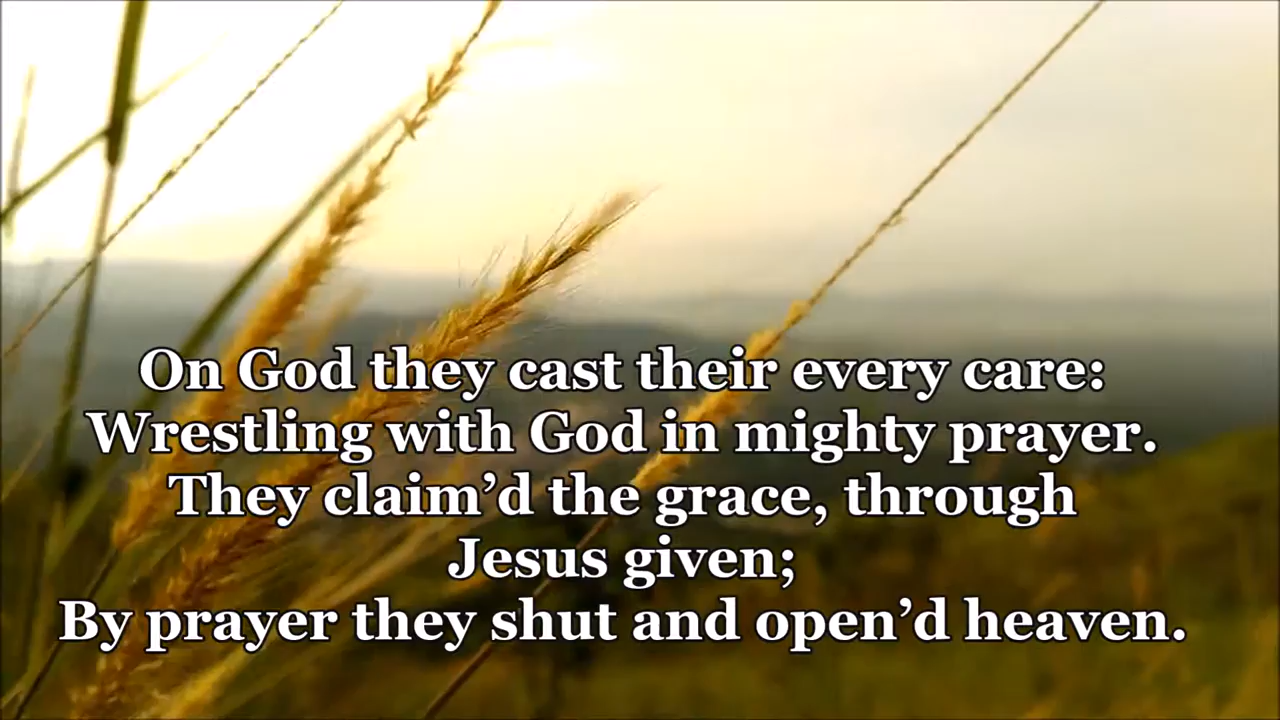 On God they cast their every care:
Wrestling with God in mighty prayer.
They claim’d the grace, through
Jesus given;
By prayer they shut and open’d heaven.